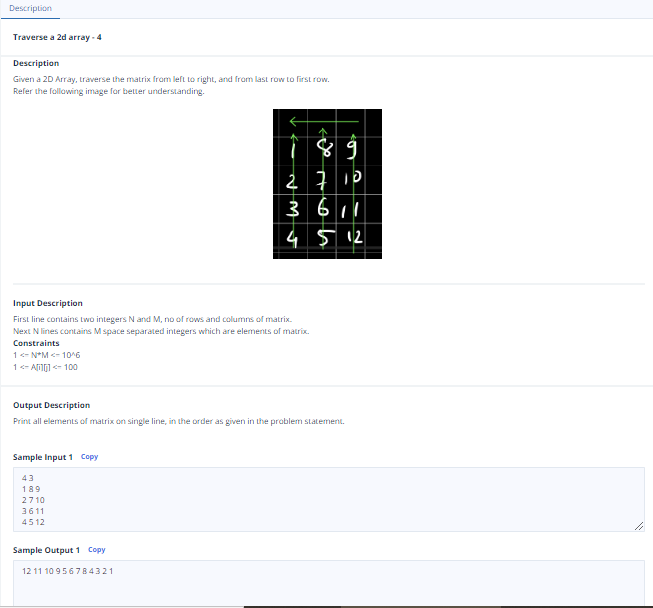 Description
Traverse a 2d array - 4
Description
Given a 2D Array, traverse the matrix from left to right, and from last row to first row.
Refer the following image for better understanding.
1 8 9
2 7 10
3 6 11
4 5 12
Input Description
First line contains two integers N and M, no of rows and columns of matrix.
Next N lines contains M space separated integers which are elements of matrix.
Constraints
1 <= N*M <= 10^6
1 <= A[i][j] <= 100
Output Description
Print all elements of matrix on single line, in the order as given in the problem statement.
Sample Input 1 Copy
4 3
1 8 9
2 7 10
3 6 11
4 5 12
Sample Output 1 Copy
12 11 10 9 5 6 7 8 4 3 2 1